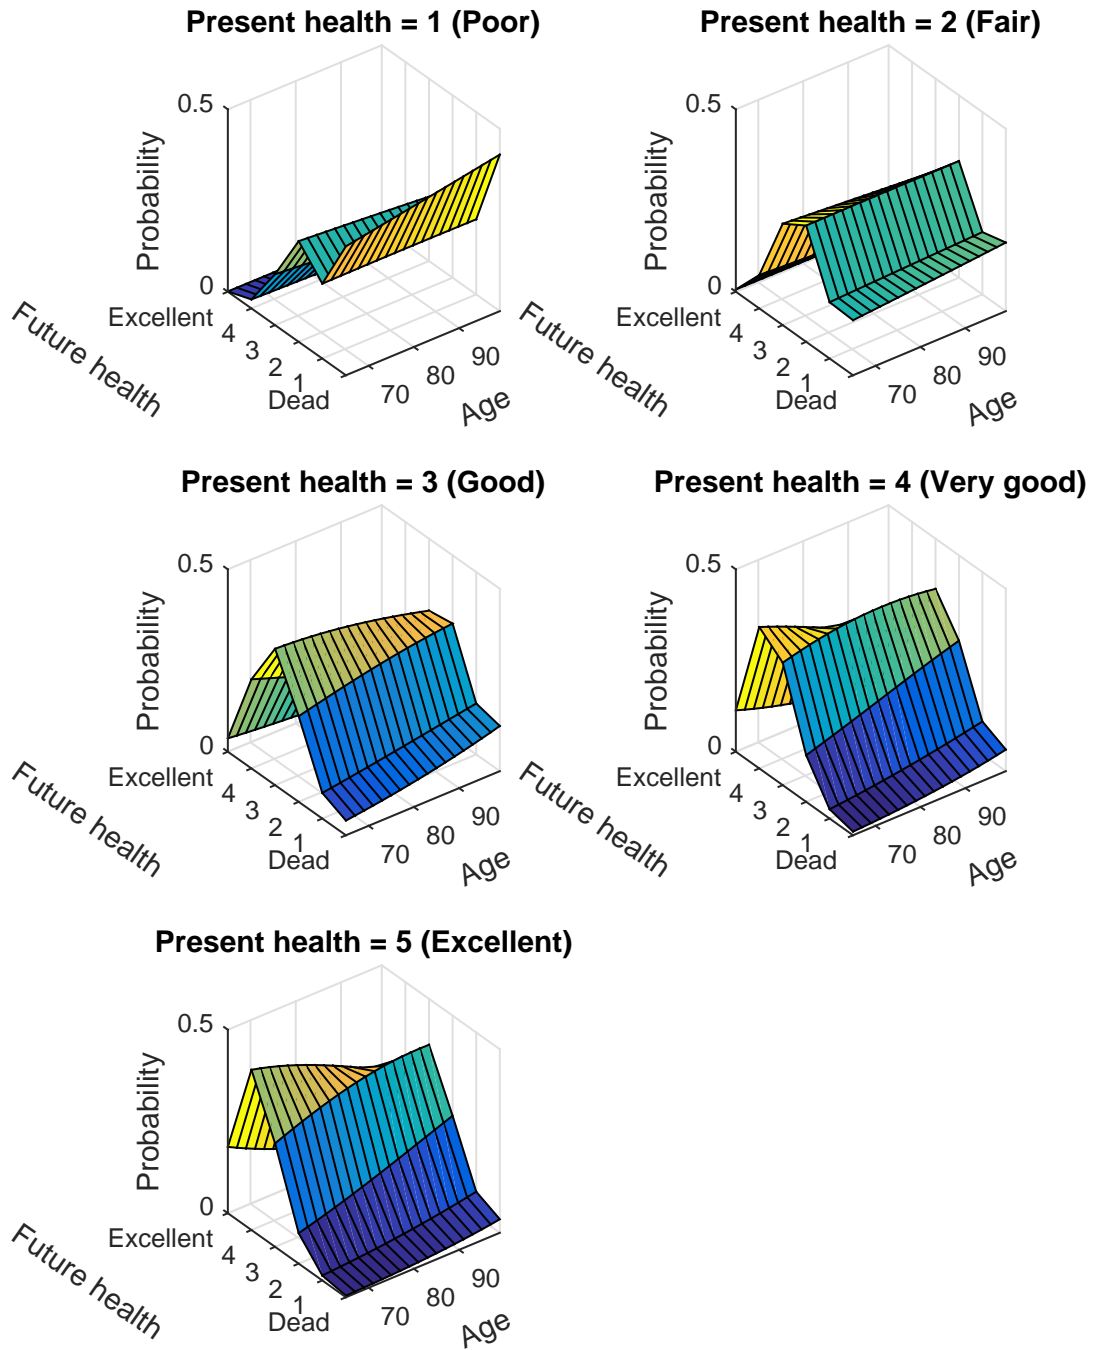 Present health = 1 (Poor)
0.5
0
Probability
Excellent
4
3
2
1
Dead
Future health
70
80
90
Age
Present health = 2 (Fair)
0.5
0
Probability
Excellent
4
3
2
1
Dead
Future health
70
80
90
Age
Present health = 3 (Good)
0.5
0
Probability
Excellent
4
3
2
1
Dead
Future health
70
80
90
Age
Present health = 4 (Very good)
0.5
0
Probability
Excellent
4
3
2
1
Dead
Future health
70
80
90
Age
Present health = 5 (Excellent)
0.5
0
Probability
Excellent
4
3
2
1
Dead
Future health
70
80
90
Age